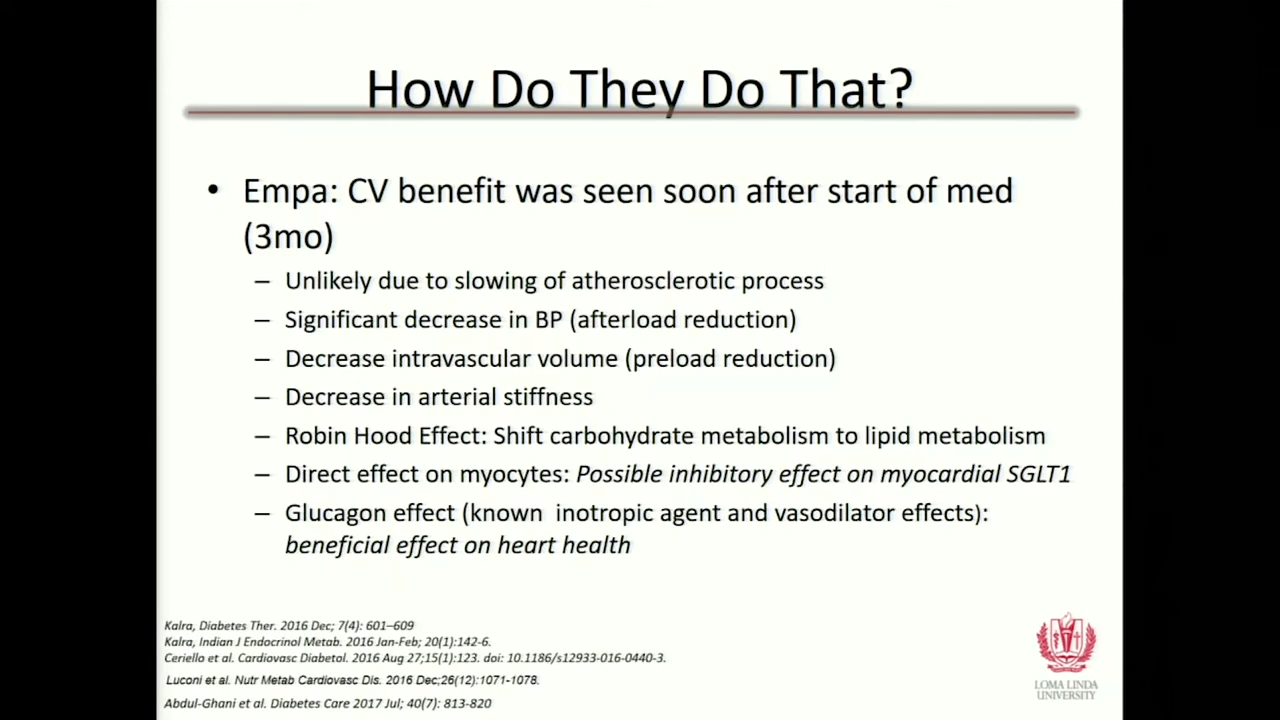 How Do They Do That?
• Empa: CV benefit was seen soon after start of med
(3mo)
– Unlikely due to slowing of atherosclerotic process
– Significant decrease in BP (afterload reduction)
– Decrease intravascular volume (preload reduction)
– Decrease in arterial stiffness
– Robin Hood Effect: Shift carbohydrate metabolism to lipid metabolism
– Direct effect on myocytes: Possible inhibitory effect on myocardial SGLT1
– Glucagon effect (known inotropic agent and vasodilator effects):
beneficial effect on heart health
Kalra, Diabetes Ther. 2016 Dec; 7(4): 601–609
Kalra, Indian J Endocrinol Metab. 2016 Jan-Feb; 20(1):142-6.
Ceriello et al. Cardiovasc Diabetol. 2016 Aug 27;15(1):123. doi: 10.1186/s12933-016-0440-3.
Luconi et al. Nutr Metab Cardiovasc Dis. 2016 Dec;26(12):1071-1078.
Abdul-Ghani et al. Diabetes Care 2017 Jul; 40(7): 813-820
LOMA LINDA
UNIVERSITY